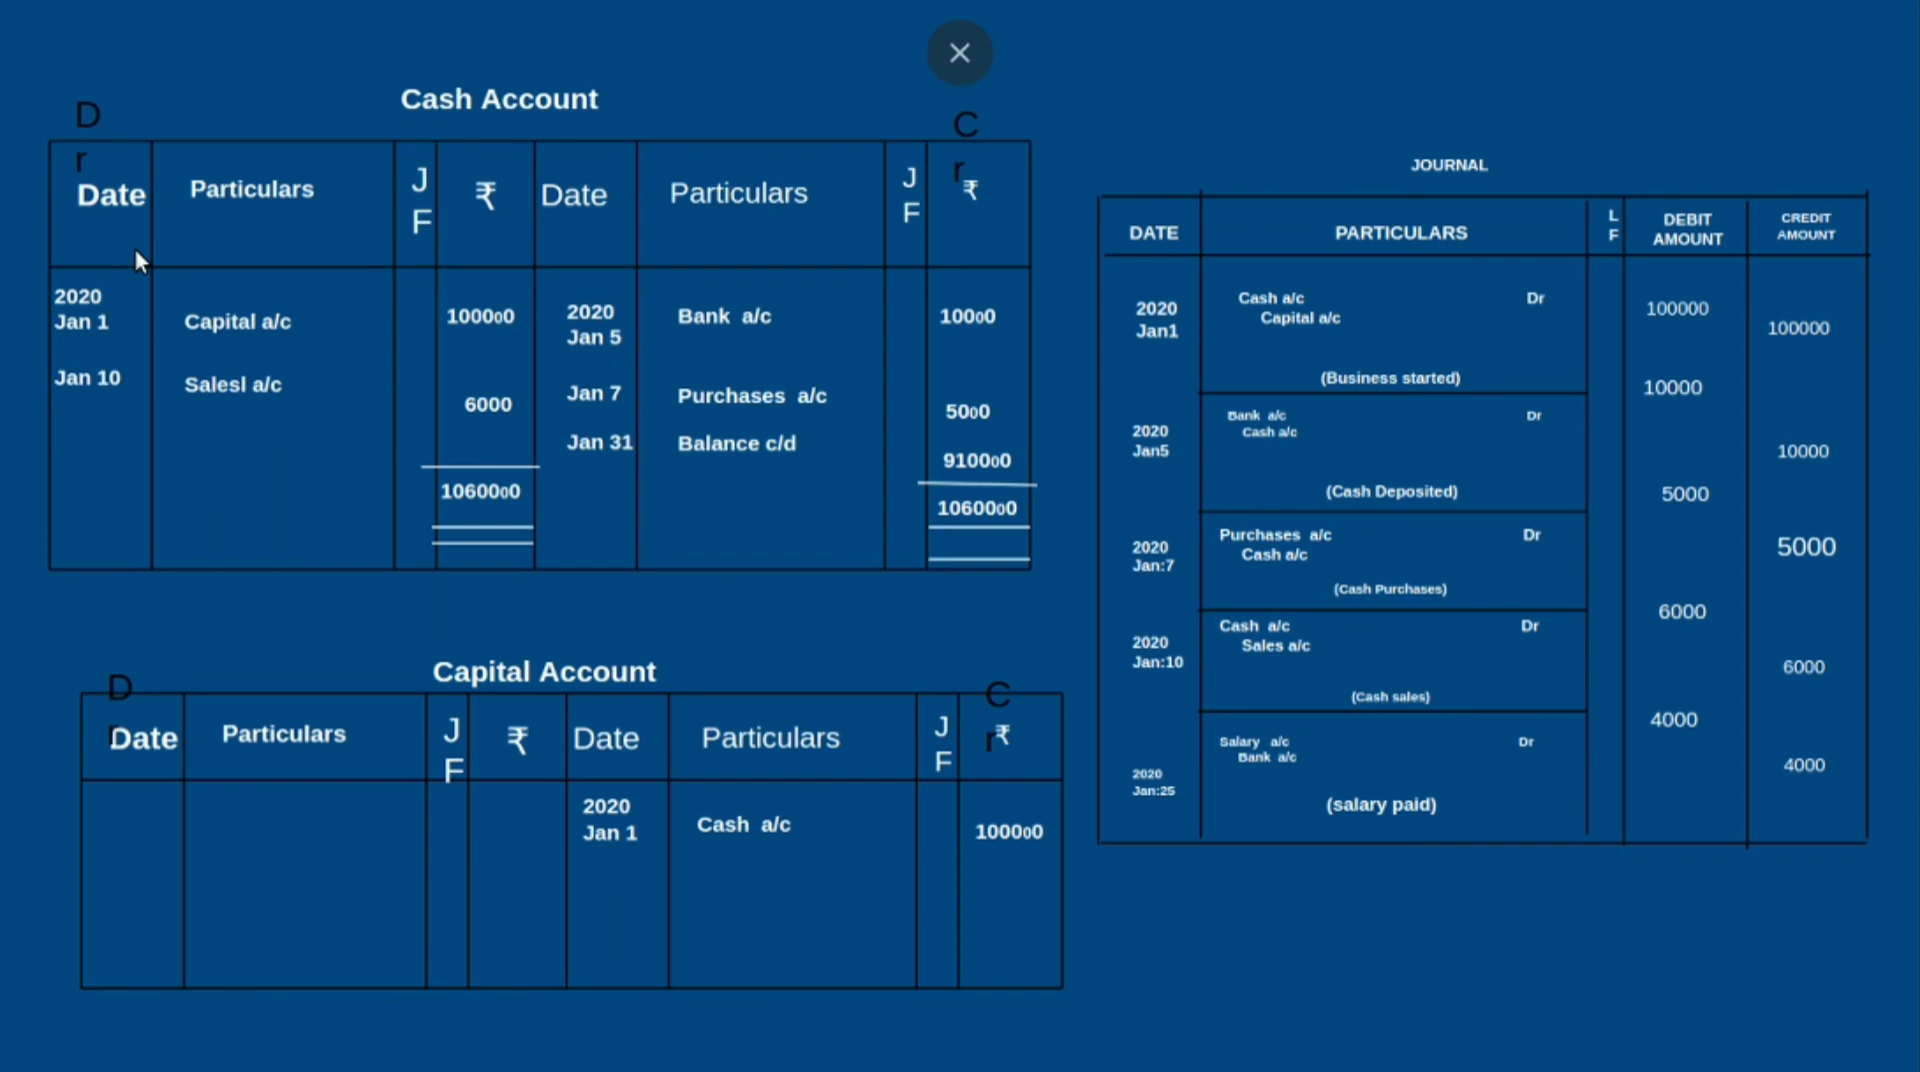 Cash Account
D
r
C
r
Date Particulars J
F ₹ Date Particulars J
F ₹
2020
Jan 1 Capital a/c 100000 2020
Jan 5 Bank a/c 10000
Jan 10 Salesl a/c 6000 Jan 7 Purchases a/c 5000
Jan 31 Balance c/d 910000
1060000 1060000
Capital Account
D
r
C
r
Date Particulars J
F ₹ Date Particulars J
F ₹
2020
Jan 1 Cash a/c 100000
JOURNAL
DATE PARTICULARS L
F DEBIT
AMOUNT CREDIT
AMOUNT
2020
Jan1 Cash a/c Dr 100000
Capital a/c 100000
(Business started) 10000
2020
Jan5 Bank a/c Dr
Cash a/c 10000
(Cash Deposited) 5000
2020
Jan:7 Purchases a/c Dr 5000
Cash a/c
(Cash Purchases) 6000
2020
Jan:10 Cash a/c Dr
Sales a/c 6000
(Cash sales) 4000
2020
Jan:25 Salary a/c Dr
Bank a/c 4000
(salary paid)